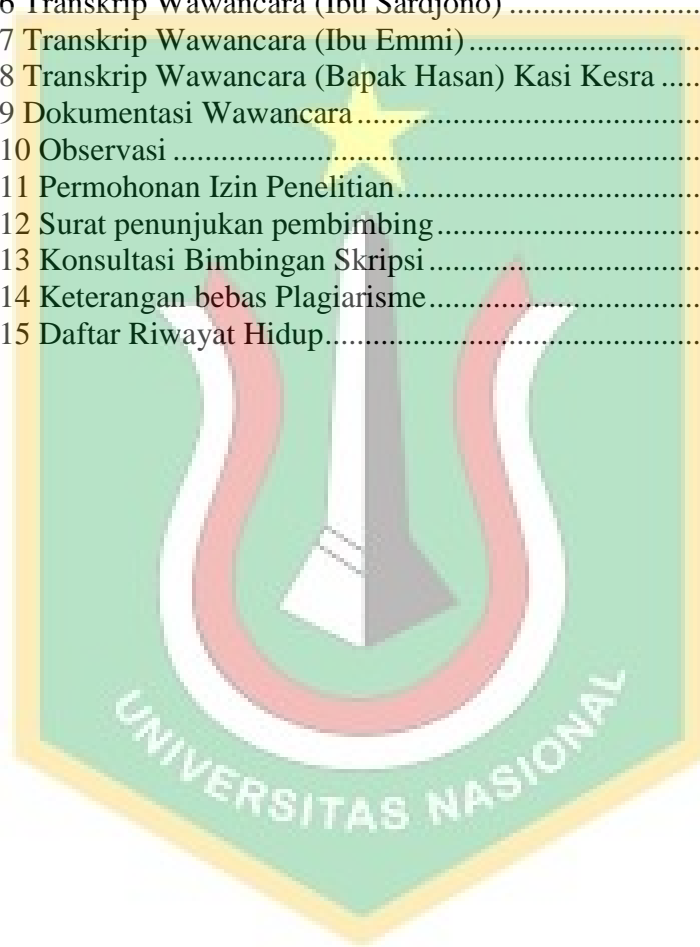 6 Transkrip Wawancara (Ibu Sardjono) ........................
7 Transkrip Wawancara (Ibu Emmi) .............................
8 Transkrip Wawancara (Bapak Hasan) Kasi Kesra .....
9 Dokumentasi Wawancara ...........................................
10 Observasi .................................................................
11 Permohonan Izin Penelitian......................................
12 Surat penunjukan pembimbing.................................
13 Konsultasi Bimbingan Skripsi ..................................
14 Keterangan bebas Plagiarisme..................................
15 Daftar Riwayat Hidup...............................................
UNIVERSITAS NASIONAL